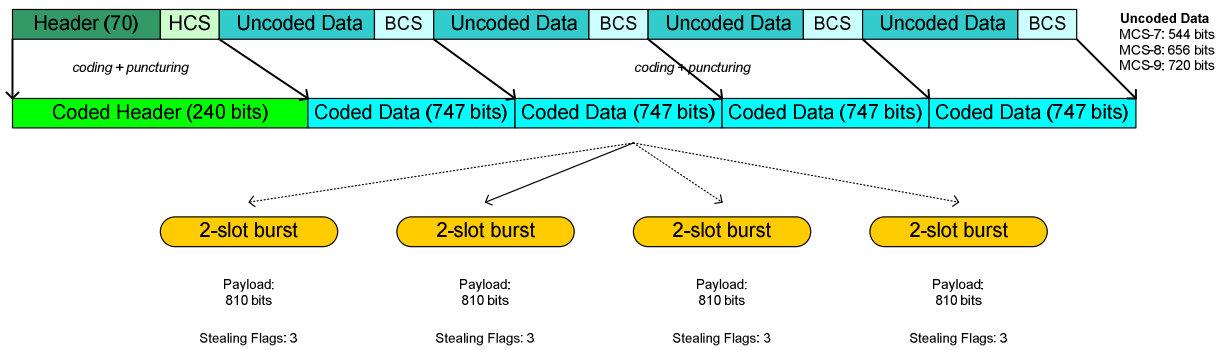 Header (70) HCS Uncoded Data BCS Uncoded Data BCS Uncoded Data BCS Uncoded Data BCS
Uncoded Data
MCS-7: 544 bits
MCS-8: 656 bits
MCS-9: 720 bits
coding + puncturing coding + puncturing
Coded Header (240 bits) Coded Data (747 bits) Coded Data (747 bits) Coded Data (747 bits) Coded Data (747 bits)
2-slot burst 2-slot burst 2-slot burst 2-slot burst
Payload: Payload: Payload: Payload:
810 bits 810 bits 810 bits 810 bits
Stealing Flags: 3 Stealing Flags: 3 Stealing Flags: 3 Stealing Flags: 3